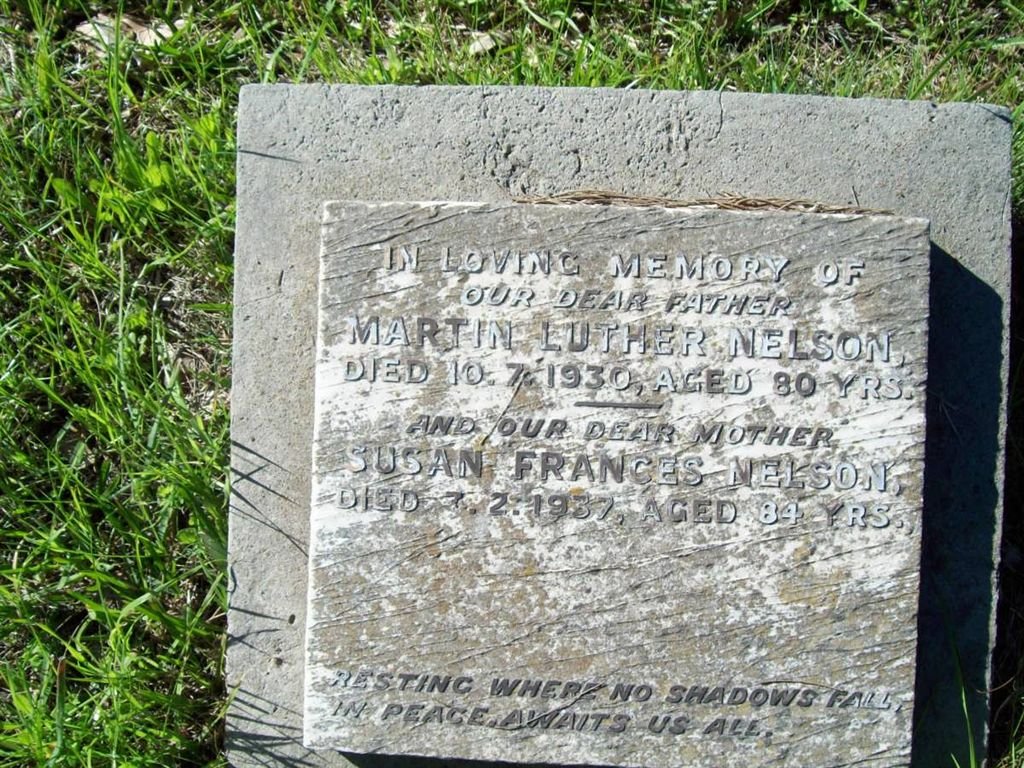 IN LOVING MEMORY OF
OUR DEAR FATHER
MARTIN LUTHER NELSON,
DIED 10. 7. 1930, AGED 80 YRS.
AND OUR DEAR MOTHER
SUSAN FRANCES NELSON,
DIED 7. 2. 1937, AGED 84 YRS.
RESTING WHERE NO SHADOWS FALL,
IN PEACE, AWAITS US ALL.